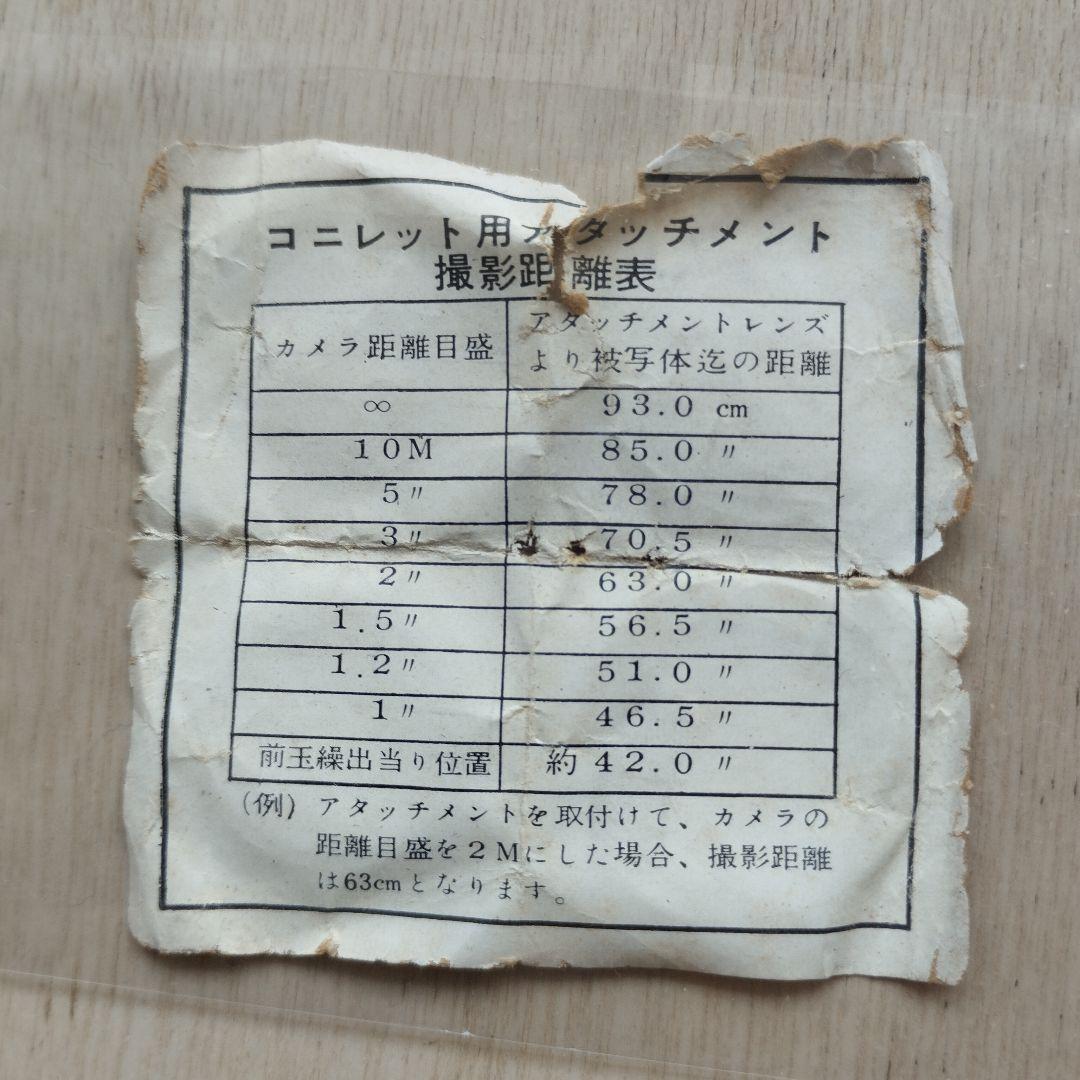 コニレット用アタッチメント
撮影距離表
カメラ距離目盛 アタッチメントレンズより被写体迄の距離
∞ 93.0 cm
10M 85.0 〃
5〃 78.0 〃
3〃 70.5 〃
2〃 63.0 〃
1.5〃 56.5 〃
1.2〃 51.0 〃
1〃 46.5 〃
前玉繰出当り位置 約42.0 〃
(例) アタッチメントを取付けて、カメラの
距離目盛を2Mにした場合、撮影距離
は63cmとなります。